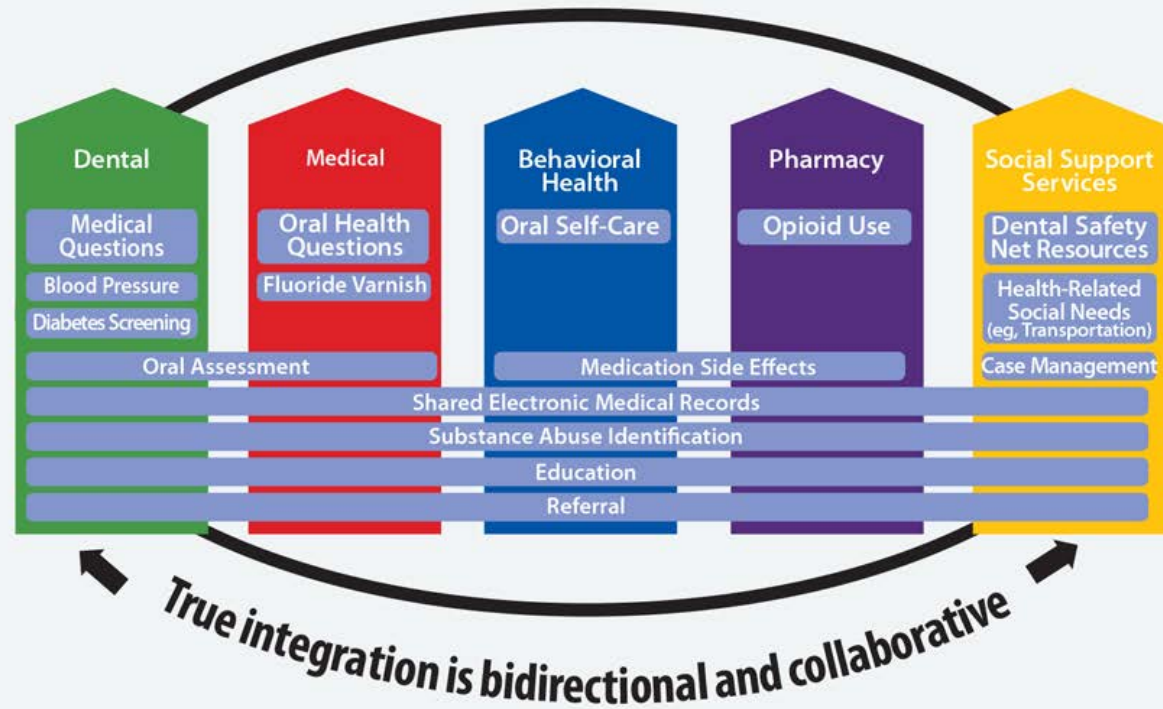 Dental
Medical
Questions
Blood Pressure
Diabetes Screening
Medical
Oral Health
Questions
Fluoride Varnish
Behavioral
Health
Oral Self-Care
Pharmacy
Opioid Use
Social Support
Services
Dental Safety
Net Resources
Health-Related
Social Needs
(eg, Transportation)
Oral Assessment
Medication Side Effects
Case Management
Shared Electronic Medical Records
Substance Abuse Identification
Education
Referral
True integration is bidirectional and collaborative